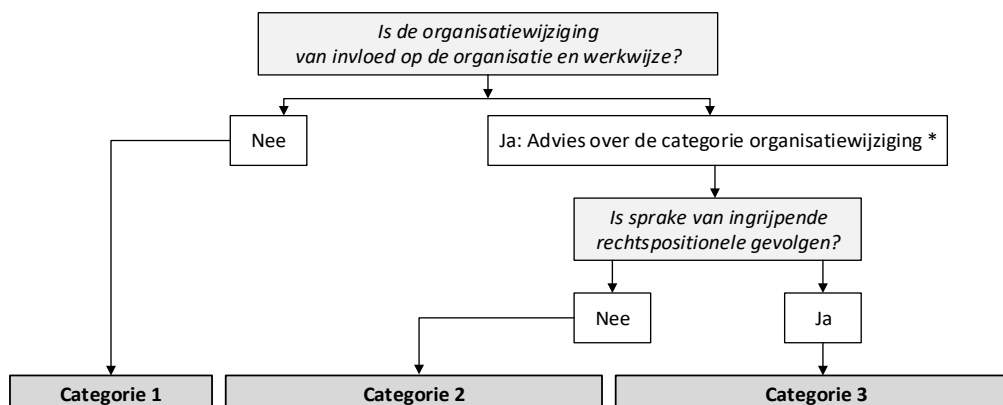 Is de organisatiewijziging
van invloed op de organisatie en werkwijze?
Nee
Ja: Advies over de categorie organisatiewijziging *
Is sprake van ingrijpende
rechtspositionele gevolgen?
Nee
Ja
Categorie 1
Categorie 2
Categorie 3